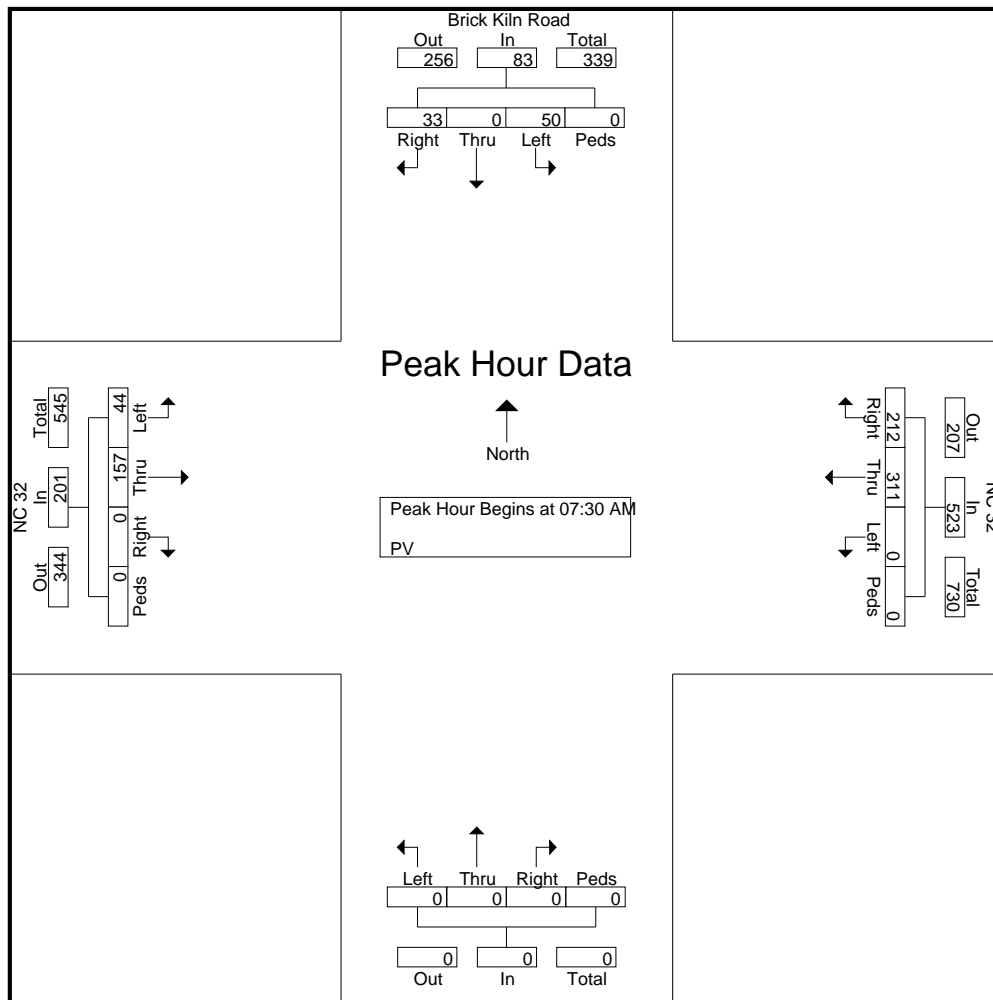 Brick Kiln Road
Out In Total
256 83 339
33 0 50 0
Right Thru Left Peds
Peak Hour Data
North
Peak Hour Begins at 07:30 AM
PV
NC 32
Total In Out
545 201 344
44 157 0 0
Left Thru Right Peds
NC 32
Out In Total
207 523 730
212 311 0 0
Right Thru Left Peds
Left Thru Right Peds
0 0 0 0
0 0 0
Out In Total